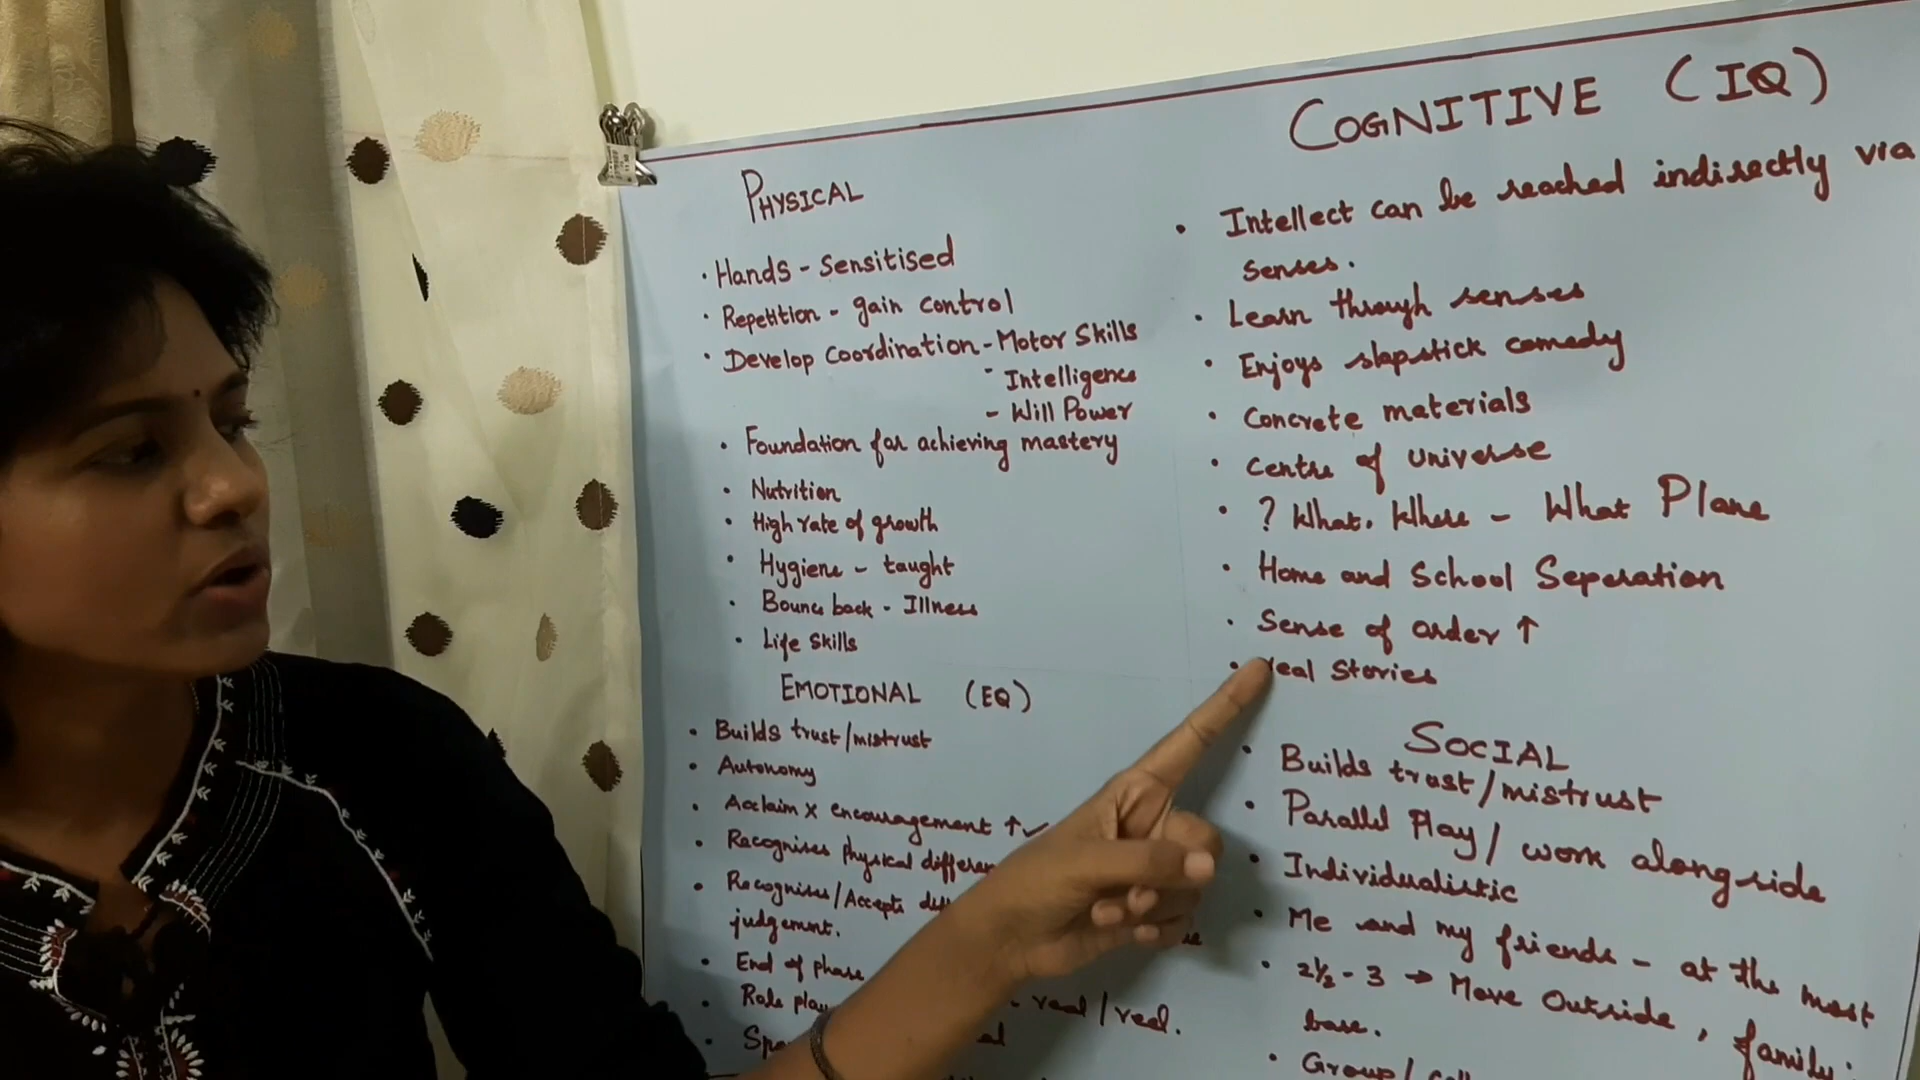 PHYSICAL
• Hands - Sensitised
• Repetition - gain control
• Develop coordination - Motor Skills
- Intelligence
- Will Power
• Foundation for achieving mastery
• Nutrition
• High rate of growth
• Hygiene - taught
• Bounce back - Illness
• Life Skills
EMOTIONAL (EQ)
• Builds trust/mistrust
• Autonomy
• Acclaim x encouragement ↑✓
• Recognises Physical
• Recognises/Accepts
judgement.
• End of phase
• Role play - real/reel.
COGNITIVE (IQ)
• Intellect can be reached indirectly via
senses.
• Learn through senses
• Enjoys slapstick comedy
• Concrete materials
• Centre of Universe
• ? What. Where - What Plane
• Home and School Seperation
• Sense of order ↑
• Real Stories
SOCIAL
• Builds trust/mistrust
• Parallel Play/ work alongside
• Individualistic
• Me and my friends - at the most
• 2½ - 3 → Move Outside, family
base.
• Group/